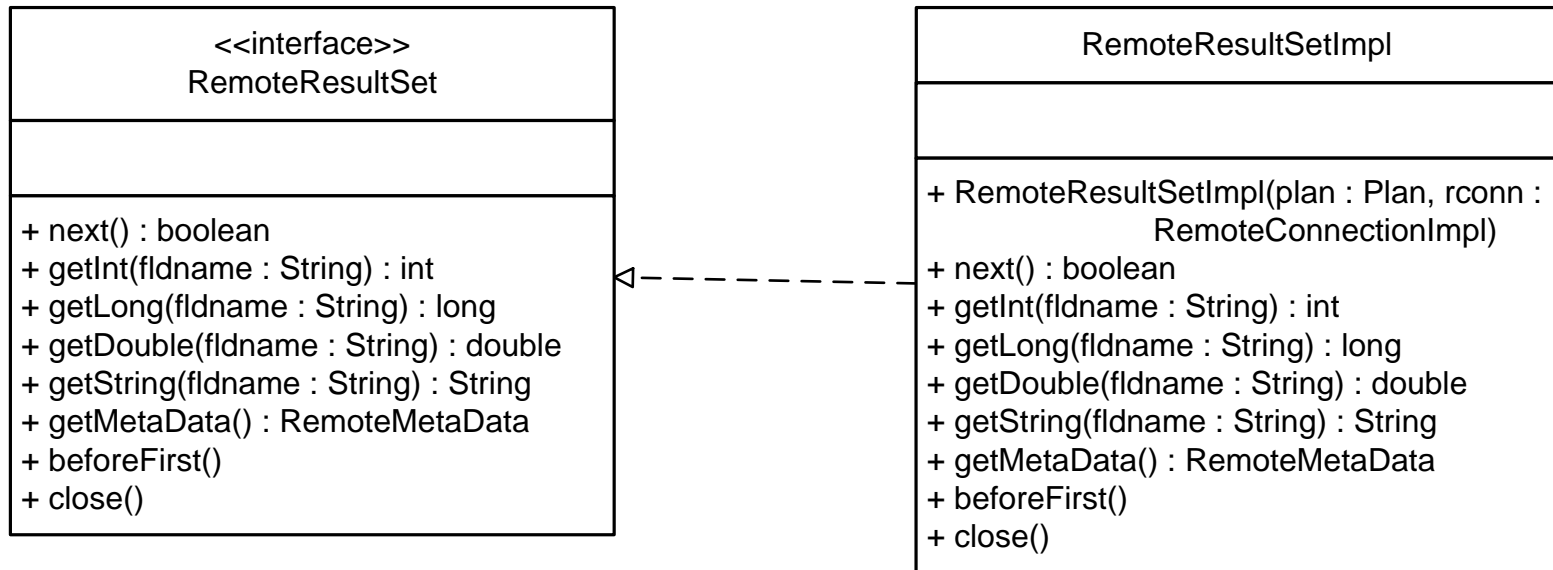 <<interface>>
RemoteResultSet
+ next() : boolean
+ getInt(fldname : String) : int
+ getLong(fldname : String) : long
+ getDouble(fldname : String) : double
+ getString(fldname : String) : String
+ getMetaData() : RemoteMetaData
+ beforeFirst()
+ close()
RemoteResultSetImpl
+ RemoteResultSetImpl(plan : Plan, rconn :
RemoteConnectionImpl)
+ next() : boolean
+ getInt(fldname : String) : int
+ getLong(fldname : String) : long
+ getDouble(fldname : String) : double
+ getString(fldname : String) : String
+ getMetaData() : RemoteMetaData
+ beforeFirst()
+ close()